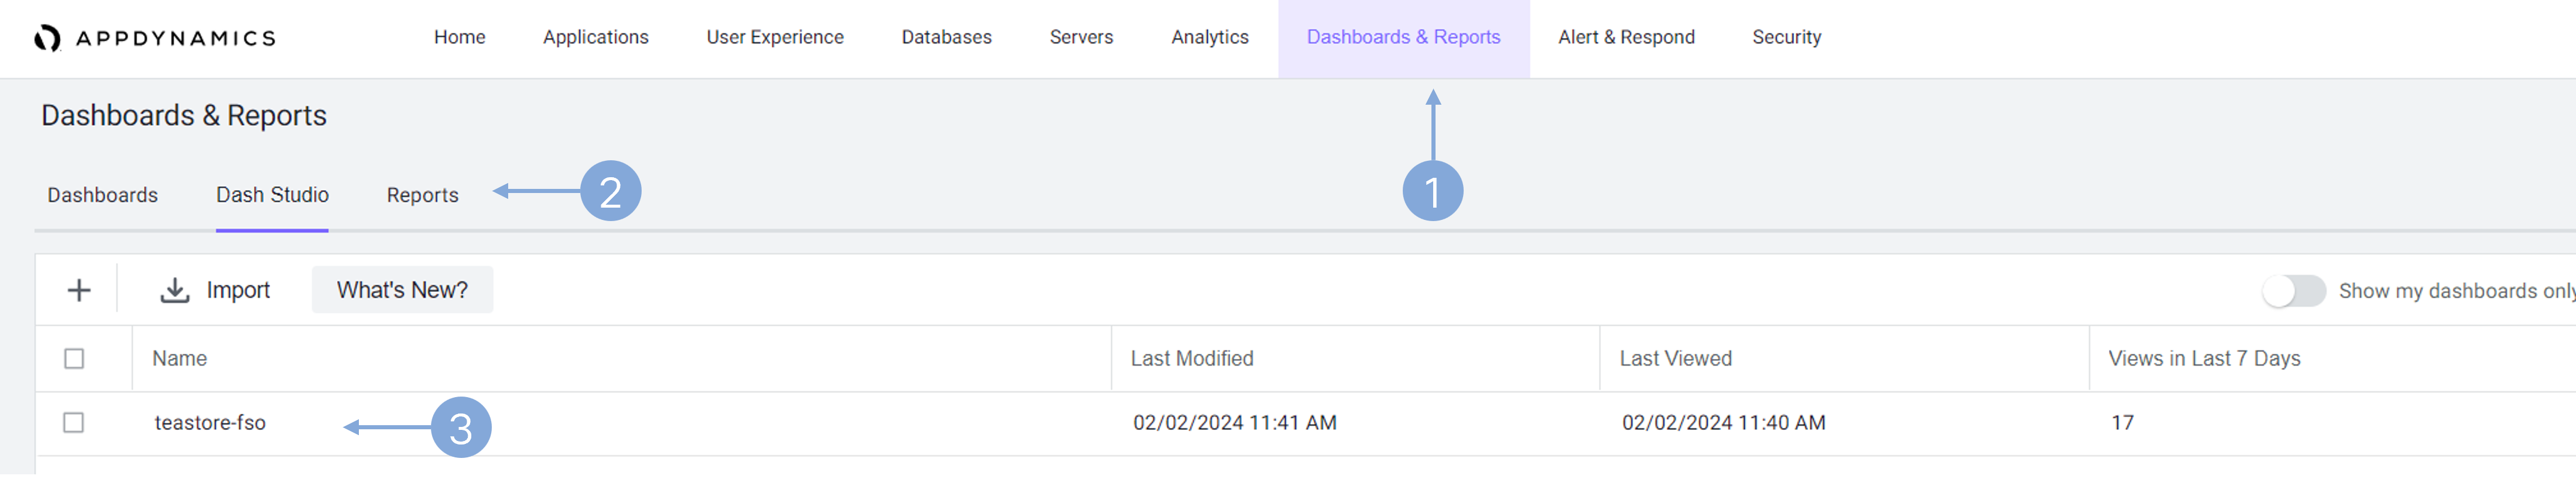 APPDYNAMICS Home Applications User Experience Databases Servers Analytics Dashboards & Reports Alert & Respond Security
Dashboards & Reports
Dashboards Dash Studio Reports 2 1
Import What's New? Show my dashboards only
Name Last Modified Last Viewed Views in Last 7 Days
teastore-fso 3 02/02/2024 11:41 AM 02/02/2024 11:40 AM 17